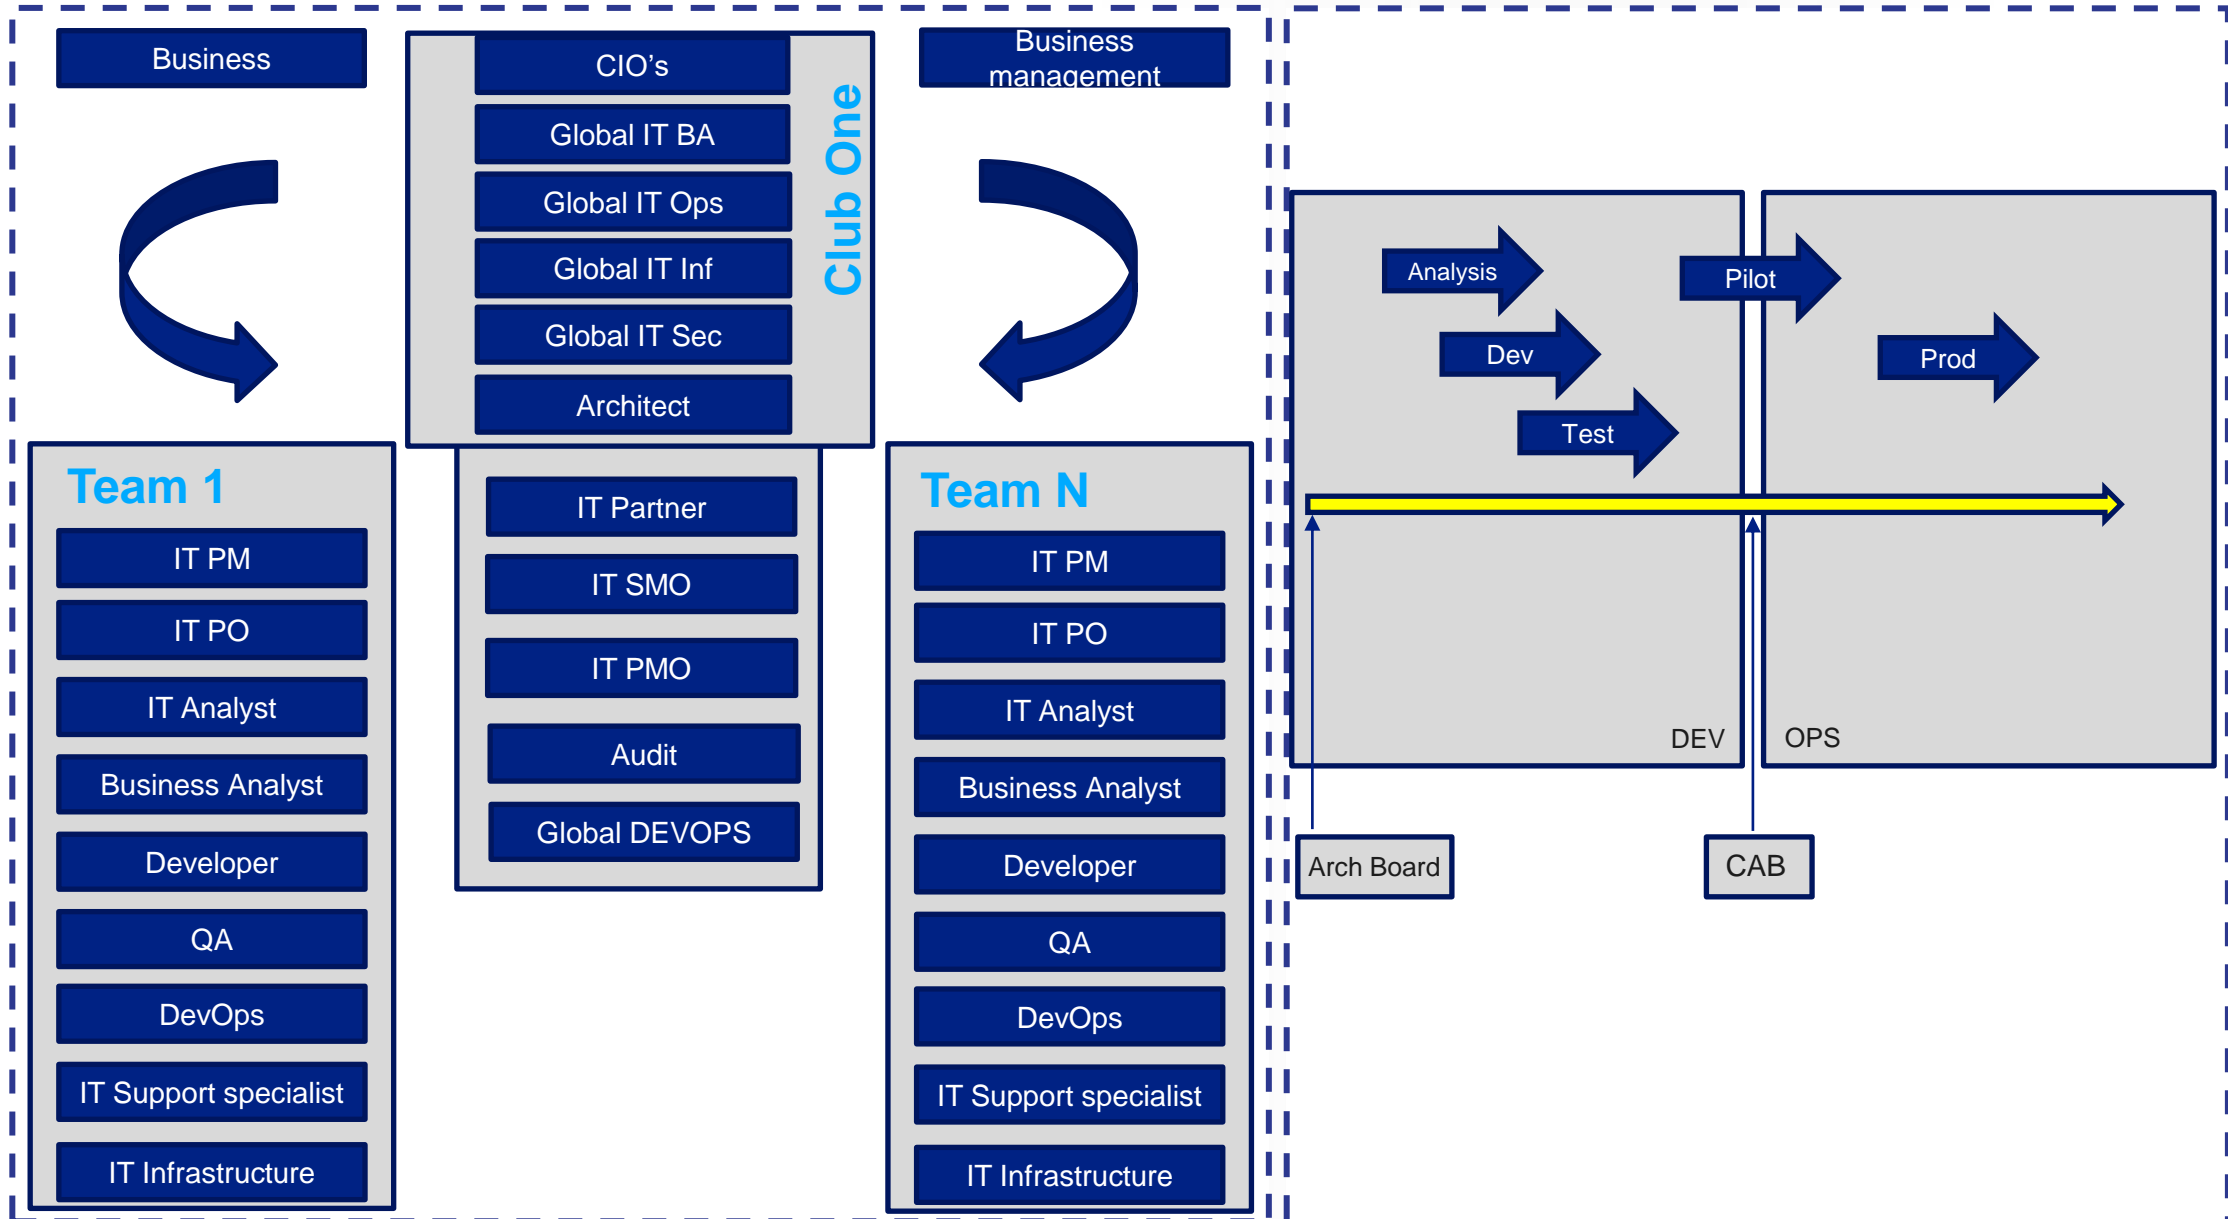 Business
CIO's
Global IT BA
Global IT Ops
Global IT Inf
Global IT Sec
Architect
Club One
Business
management
Team 1
IT PM
IT PO
IT Analyst
Business Analyst
Developer
QA
DevOps
IT Support specialist
IT Infrastructure
IT Partner
IT SMO
IT PMO
Audit
Global DEVOPS
Team N
IT PM
IT PO
IT Analyst
Business Analyst
Developer
QA
DevOps
IT Support specialist
IT Infrastructure
Analysis
Dev
Test
Pilot
Prod
DEV
OPS
Arch Board
CAB